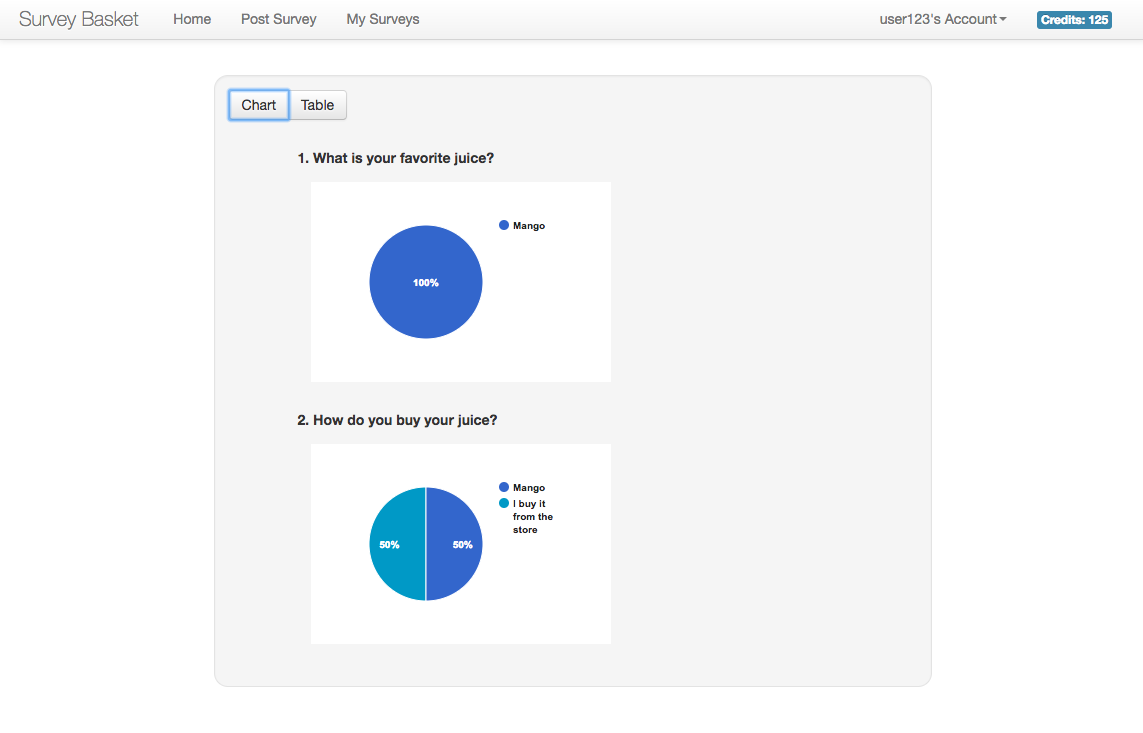 Survey Basket Home Post Survey My Surveys user123's Account Credits: 125
Chart Table
1. What is your favorite juice?
Mango
100%
2. How do you buy your juice?
Mango
I buy it
from the
store
50% 50%